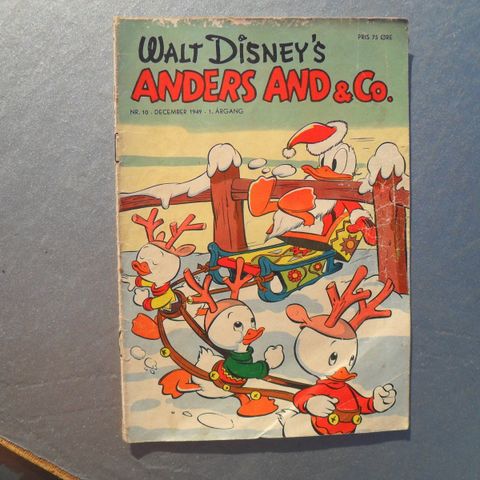 PRIS 75 ØRE
WALT DISNEY'S
ANDERS AND & Co.
NR. 10 - DECEMBER 1949 - 1. ÅRGANG